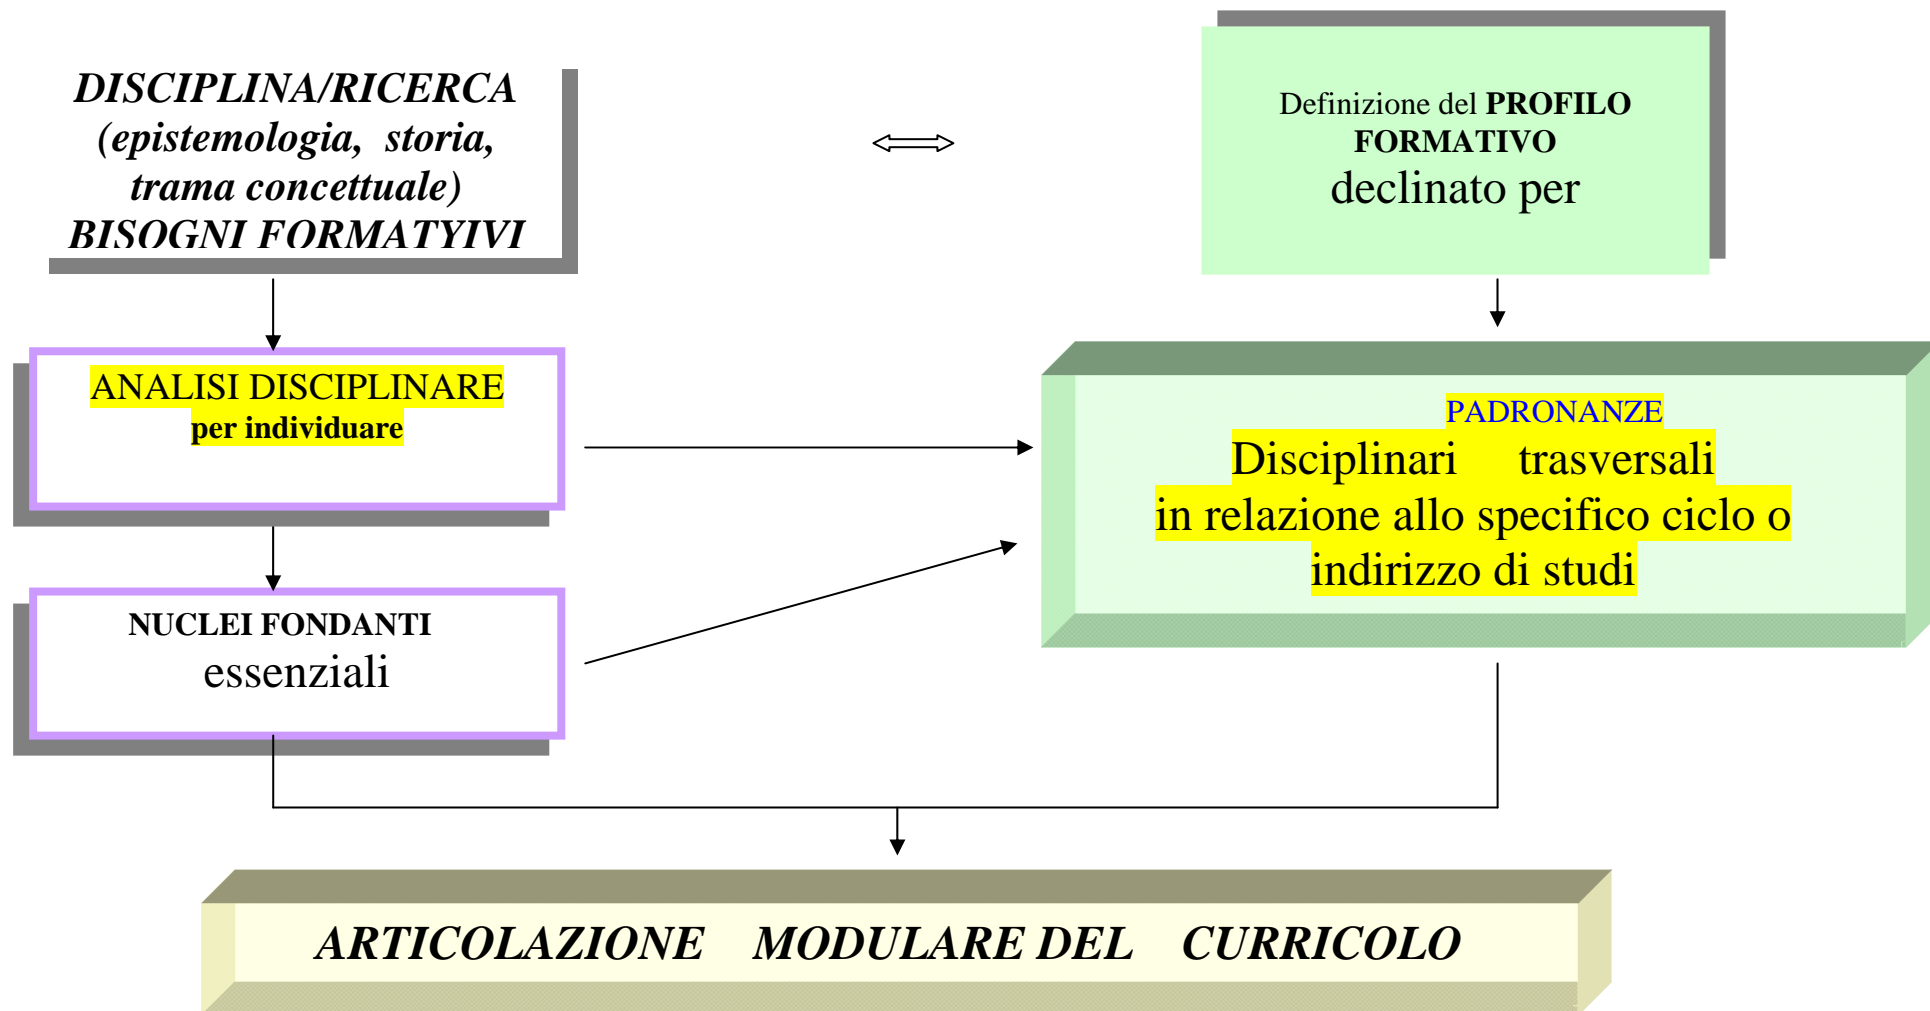 DISCIPLINA/RICERCA
(epistemologia, storia,
trama concettuale)
BISOGNI FORMATYIVI
Definizione del PROFILO
FORMATIVO
declinato per
ANALISI DISCIPLINARE
per individuare
PADRONANZE
Disciplinari trasversali
in relazione allo specifico ciclo o
indirizzo di studi
NUCLEI FONDANTI
essenziali
ARTICOLAZIONE MODULARE DEL CURRICOLO